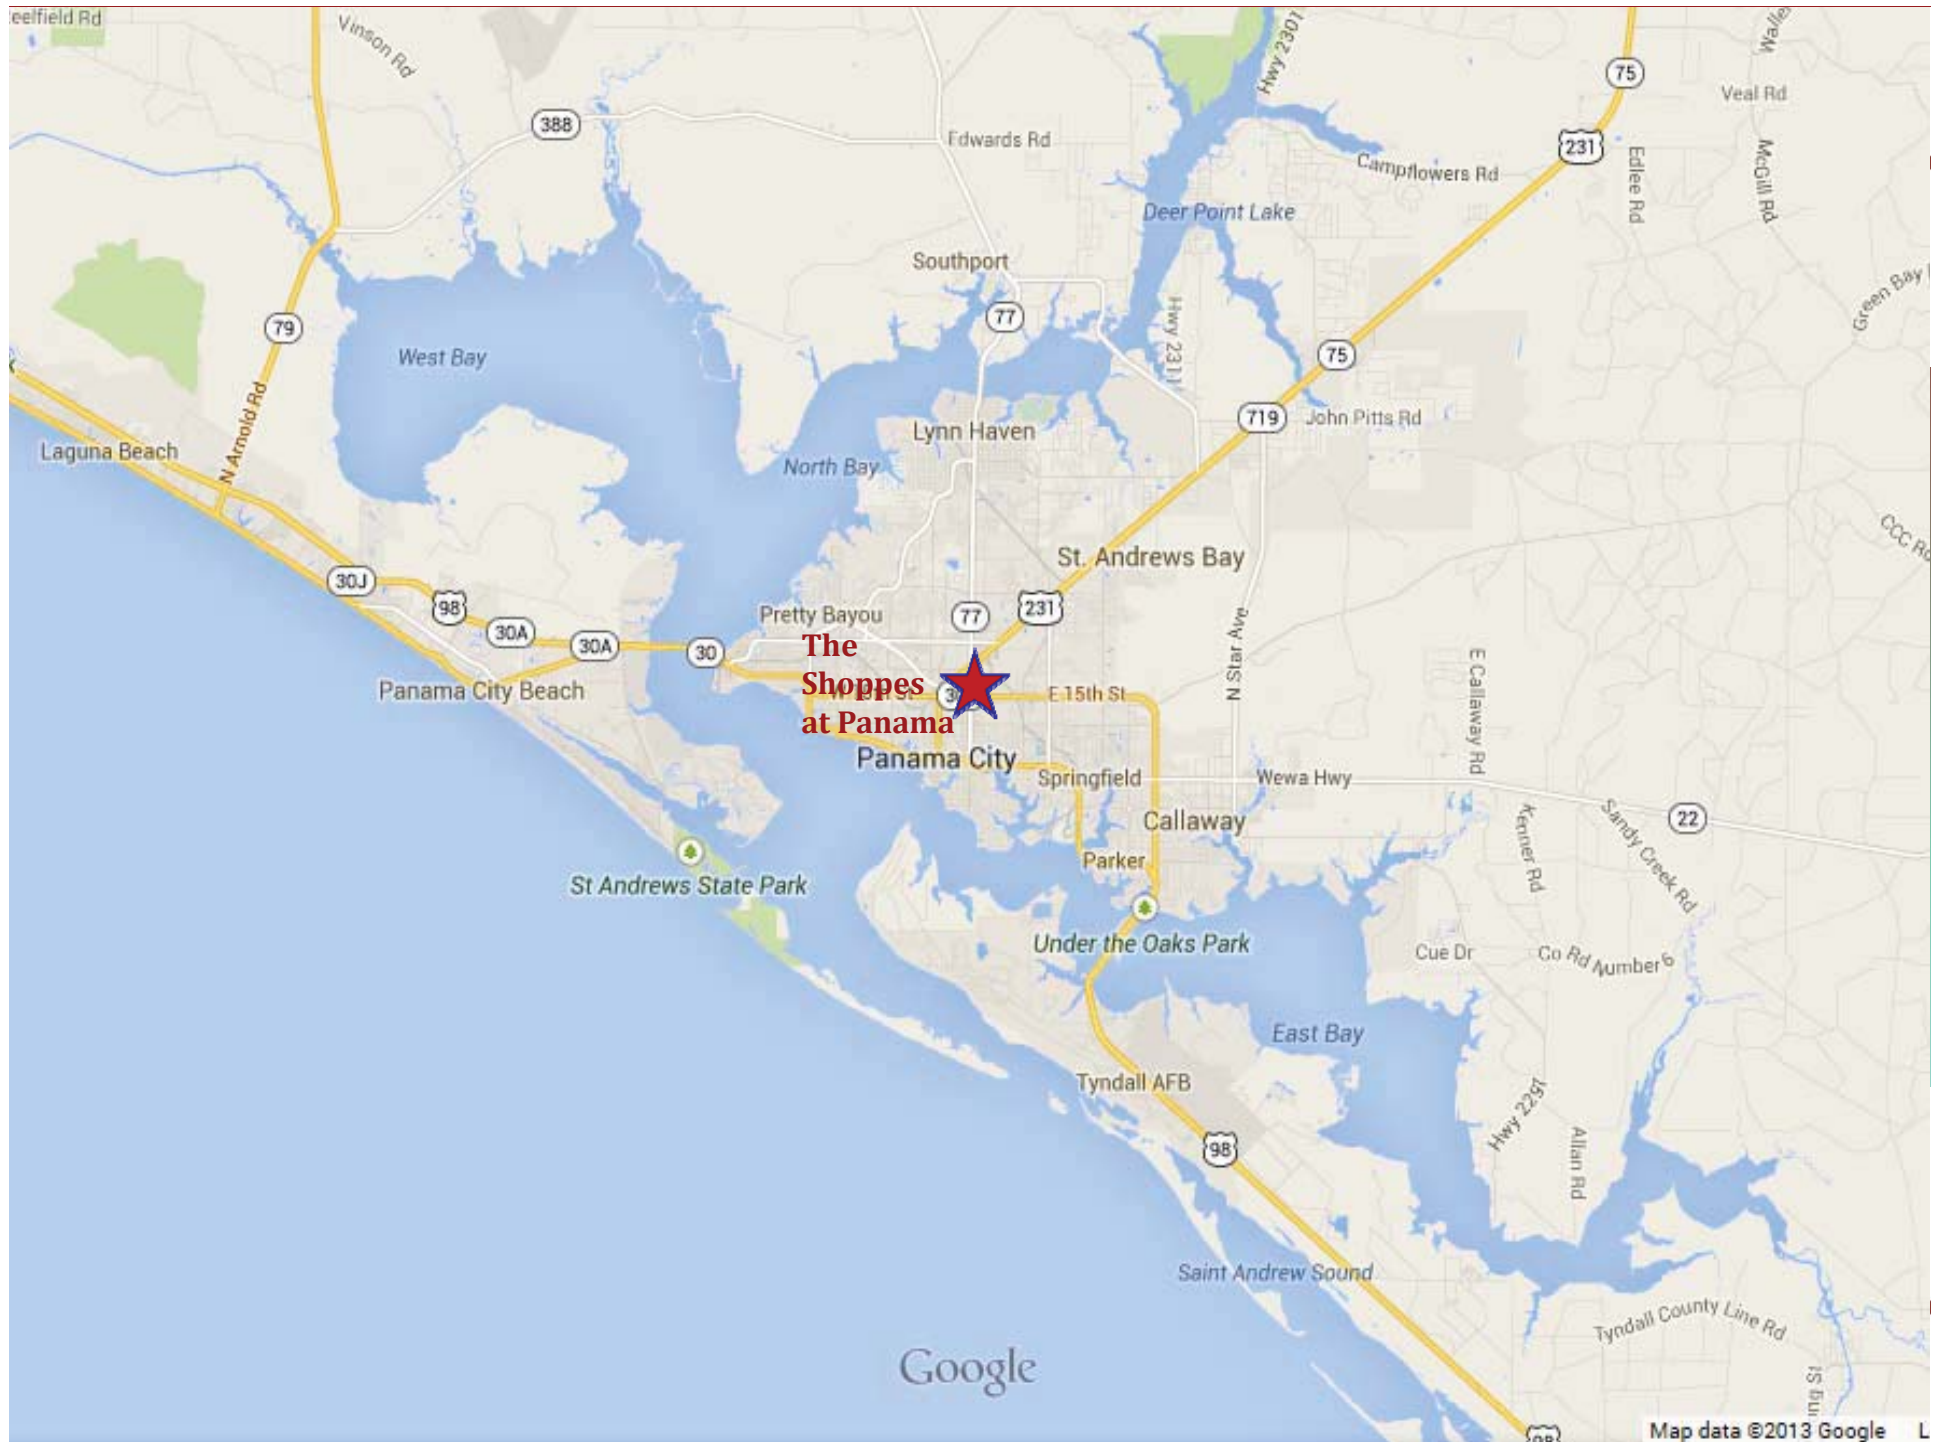 Vinson Rd
Hwy 2301
75
Veal Rd
388
Edwards Rd
231
Campflowers Rd
Edlee Rd
McGill Rd
Deer Point Lake
Southport
77
Hwy 2311
79
West Bay
75
Green Bay
N Arnold Rd
719
John Pitts Rd
Lynn Haven
Laguna Beach
North Bay
CCC Rd
St. Andrews Bay
30J
98
231
77
Pretty Bayou
30A
30A
30
The
Shoppes
at Panama
N Star Ave
E Callaway Rd
Panama City Beach
E 15th St
Panama City
Springfield
Wewa Hwy
Callaway
22
Kenner Rd
Sandy Creek Rd
Parker
St Andrews State Park
Under the Oaks Park
Cue Dr
Co Rd Number 6
East Bay
Tyndall AFB
Hwy 2297
Allan Rd
98
Saint Andrew Sound
Tyndall County Line Rd
Google
98
Map data ©2013 Google